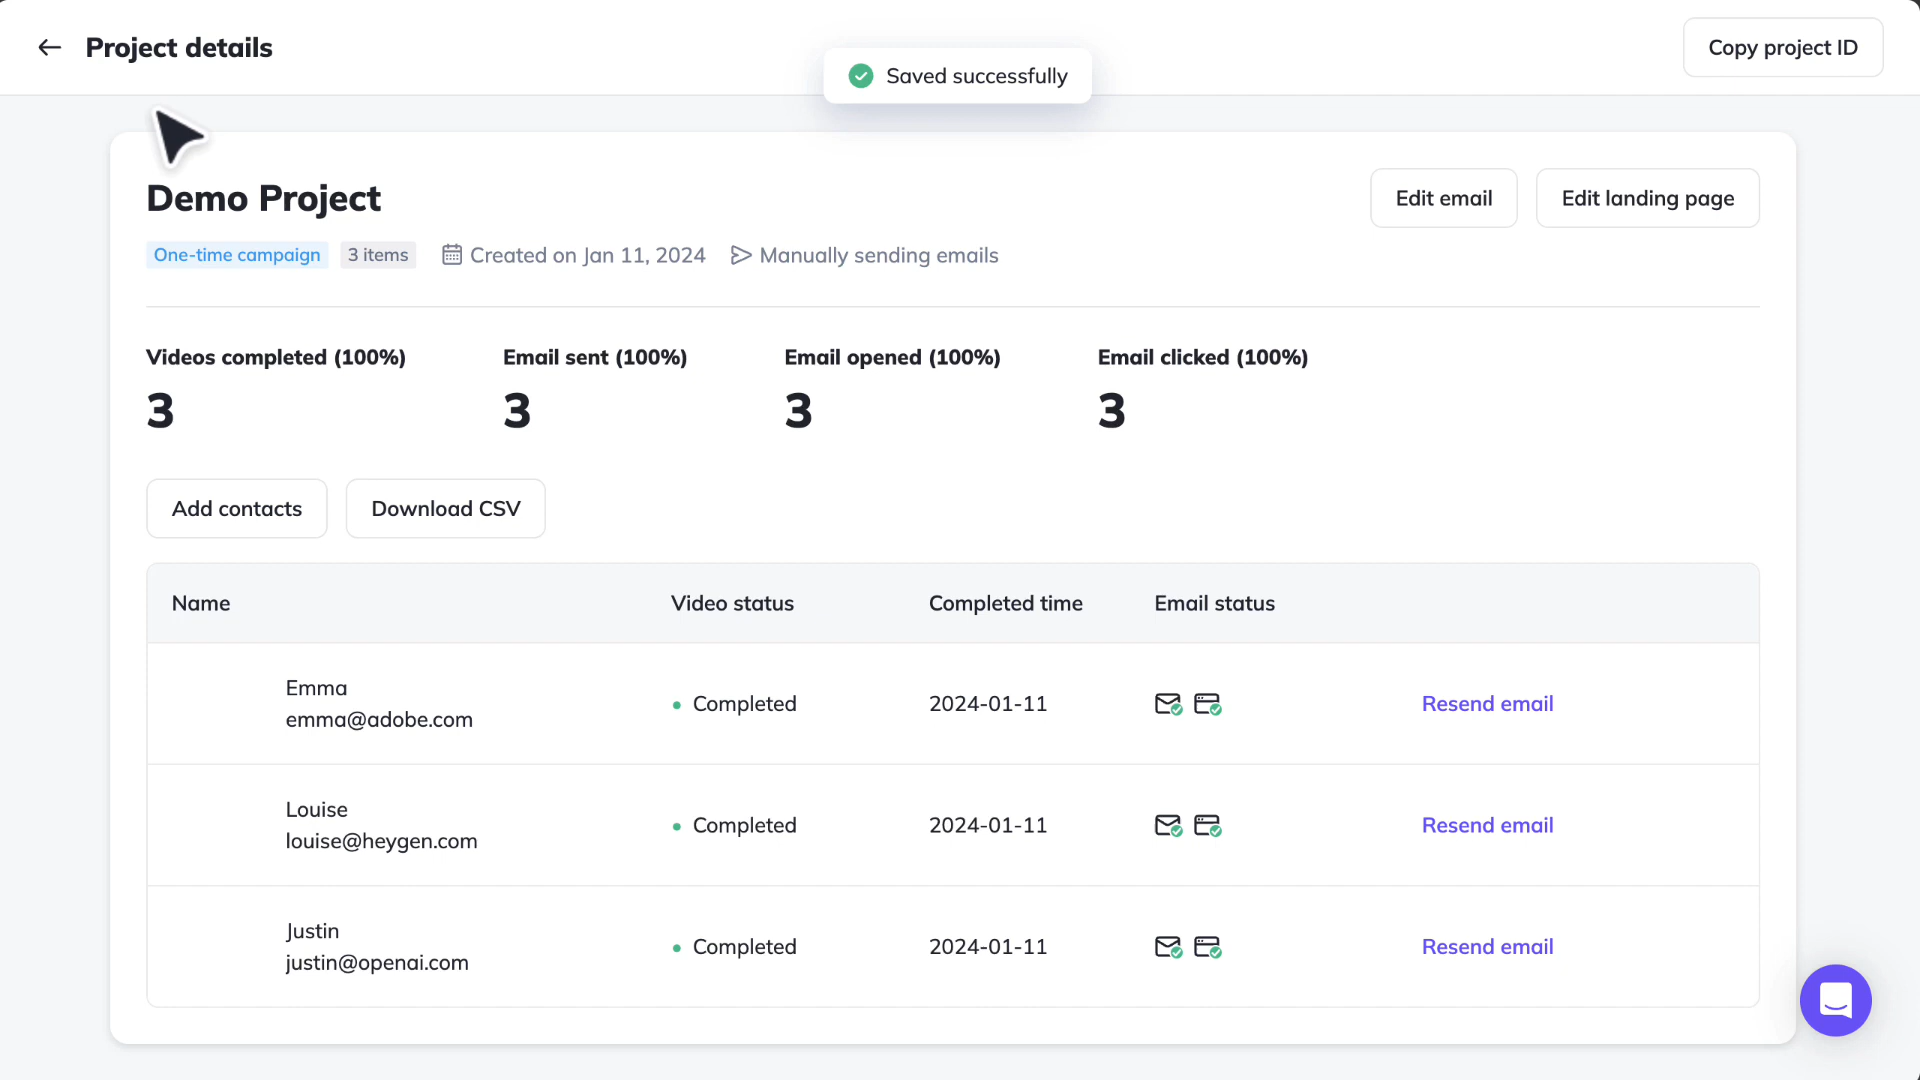 Project details
Saved successfully
Copy project ID
Demo Project
Edit email
Edit landing page
One-time campaign
3 items
Created on Jan 11, 2024
Manually sending emails
Videos completed (100%)
Email sent (100%)
Email opened (100%)
Email clicked (100%)
3
3
3
3
Add contacts
Download CSV
Name
Video status
Completed time
Email status
Emma
emma@adobe.com
Completed
2024-01-11
Resend email
Louise
louise@heygen.com
Completed
2024-01-11
Resend email
Justin
justin@openai.com
Completed
2024-01-11
Resend email